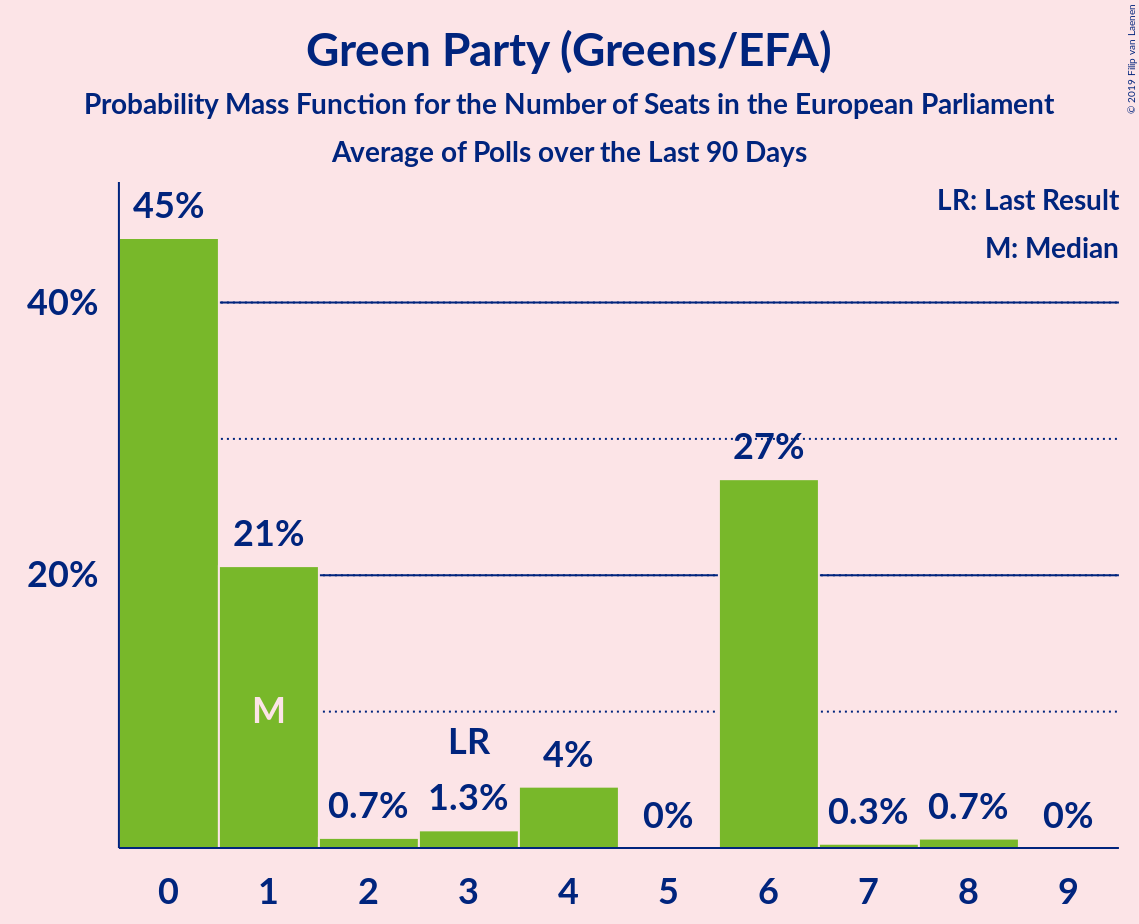 Green Party (Greens/EFA)
Probability Mass Function for the Number of Seats in the European Parliament
Average of Polls over the Last 90 Days
© 2019 Filip van Laenen
LR: Last Result
M: Median
45%
40%
27%
21%
20%
M
LR
4%
1.3%
0.7%
0%
0.3%
0.7%
0%
0 1 2 3 4 5 6 7 8 9